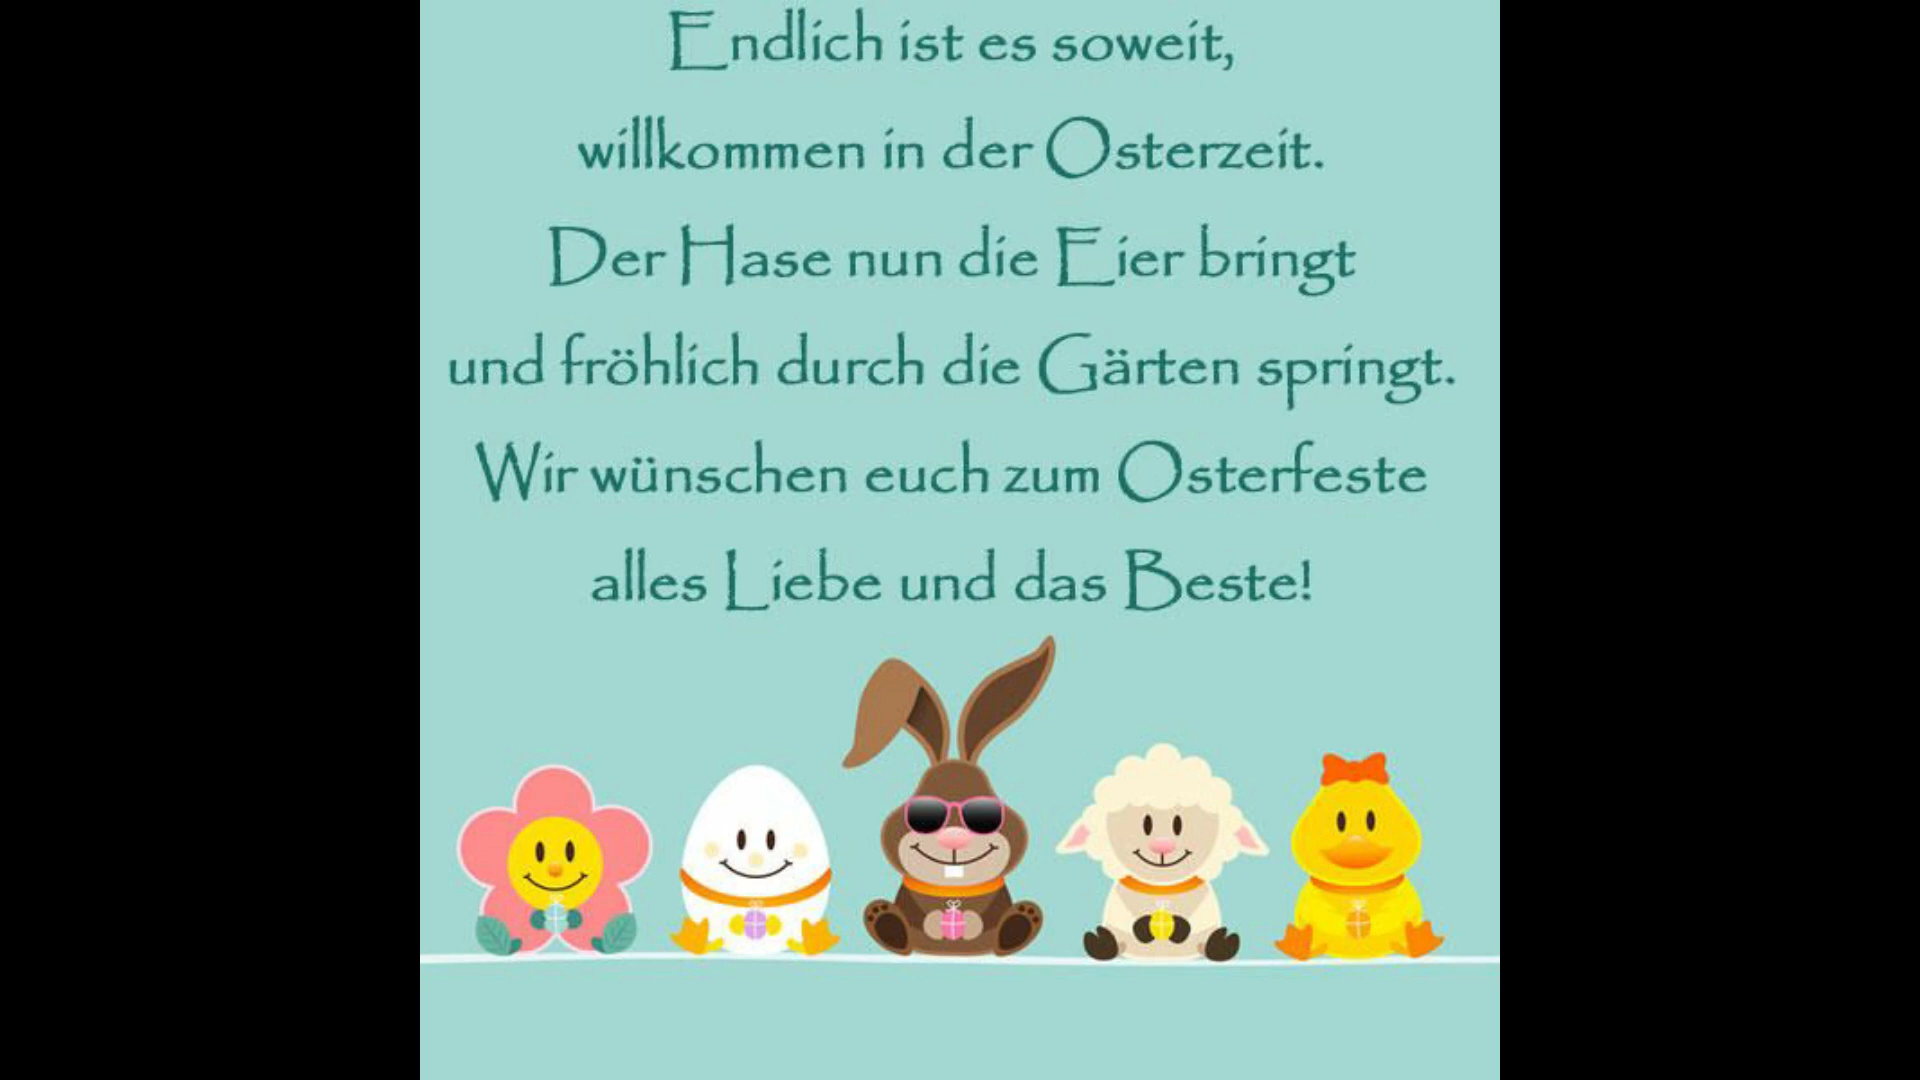 Endlich ist es soweit,
willkommen in der Osterzeit.
Der Hase nun die Eier bringt
und fröhlich durch die Gärten springt.
Wir wünschen euch zum Osterfeste
alles Liebe und das Beste!